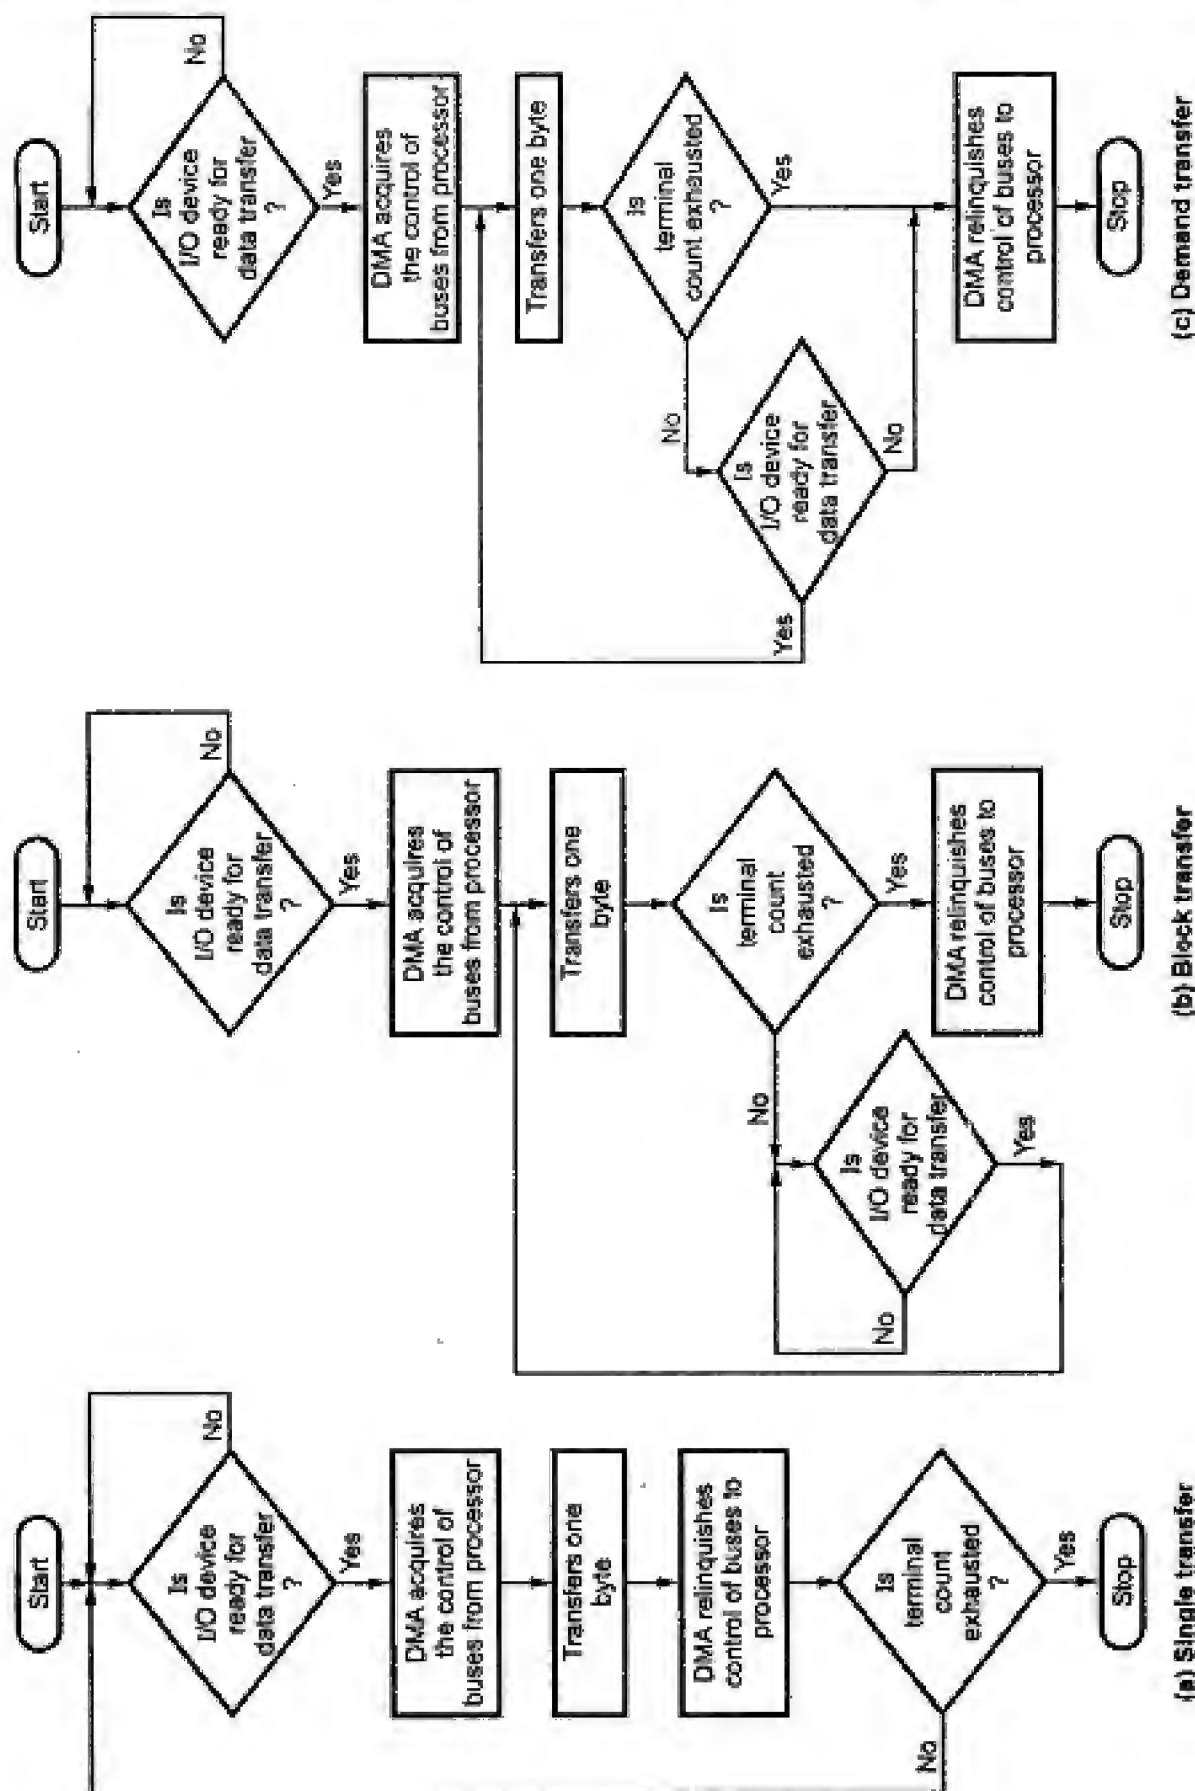 Start
Is
I/O device
ready for
data transfer
?
No
Yes
DMA acquires
the control of
buses from processor
Transfers one
byte
DMA relinquishes
control of buses to
processor
Is
terminal
count
exhausted
?
No
Yes
Stop
(a) Single transfer
Start
Is
I/O device
ready for
data transfer
?
No
Yes
DMA acquires
the control of
buses from processor
Transfers one
byte
Is
terminal
count
exhausted
?
No
Yes
Is
I/O device
ready for
data transfer
No
Yes
DMA relinquishes
control of buses to
processor
Stop
(b) Block transfer
Start
Is
I/O device
ready for
data transfer
?
No
Yes
DMA acquires
the control of
buses from processor
Transfers one byte
Is
terminal
count exhausted
?
No
Yes
Is
I/O device
ready for
data transfer
Yes
No
DMA relinquishes
control of buses to
processor
Stop
(c) Demand transfer